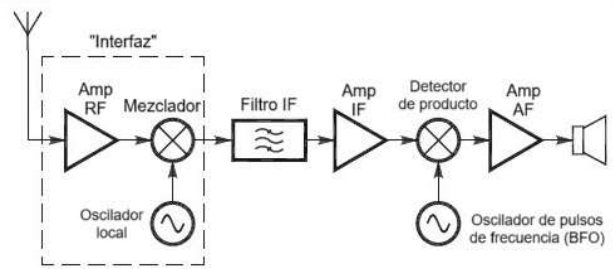 "Interfaz"
Amp
RF
Mezclador
Filtro IF
Amp
IF
Detector
de producto
Amp
AF
Oscilador
local
Oscilador de pulsos
de frecuencia (BFO)